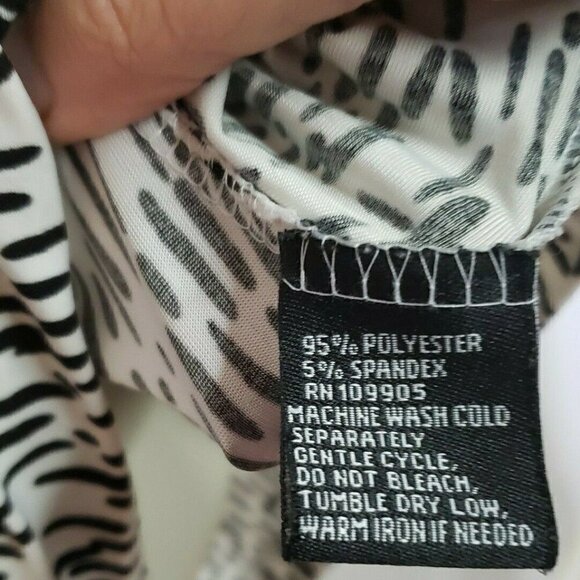 95% POLYESTER
5% SPANDEX
RN 109905
MACHINE WASH COLD
SEPARATELY
GENTLE CYCLE,
DO NOT BLEACH,
TUMBLE DRY LOW,
WARM IRON IF NEEDED